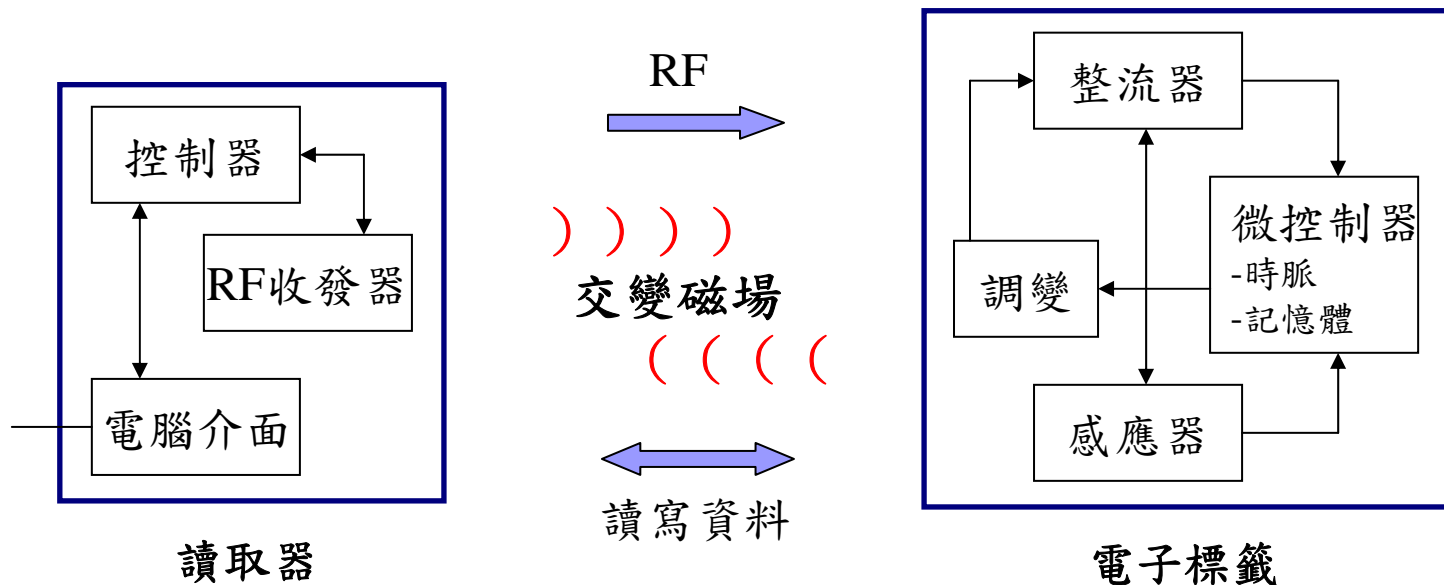 控制器
RF收發器
電腦介面
讀取器
RF
交變磁場
讀寫資料
整流器
微控制器
-時脈
-記憶體
調變
感應器
電子標籤